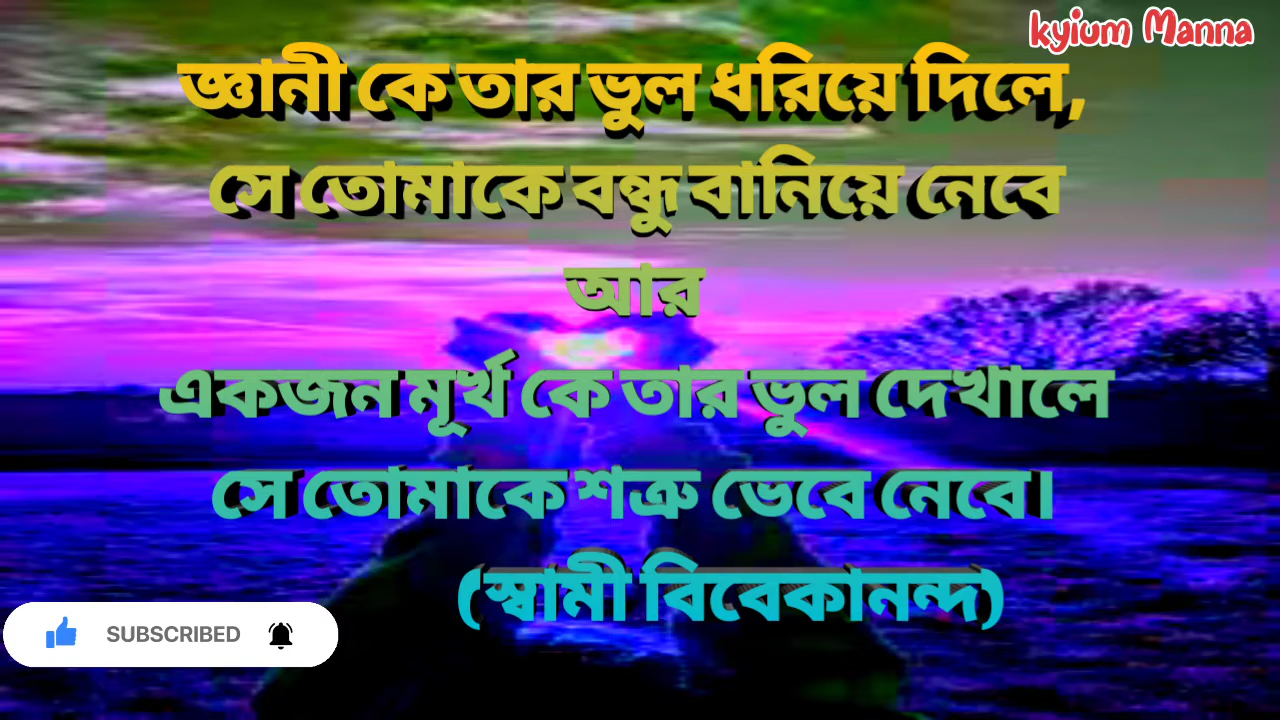 kyium Manna
জ্ঞানী কে তার ভুল ধরিয়ে দিলে,
সে তোমাকে বন্ধু বানিয়ে নেবে
আর
একজন মূর্খ কে তার ভুল দেখালে
সে তোমাকে শত্রু ভেবে নেবে।
(স্বামী বিবেকানন্দ)
SUBSCRIBED